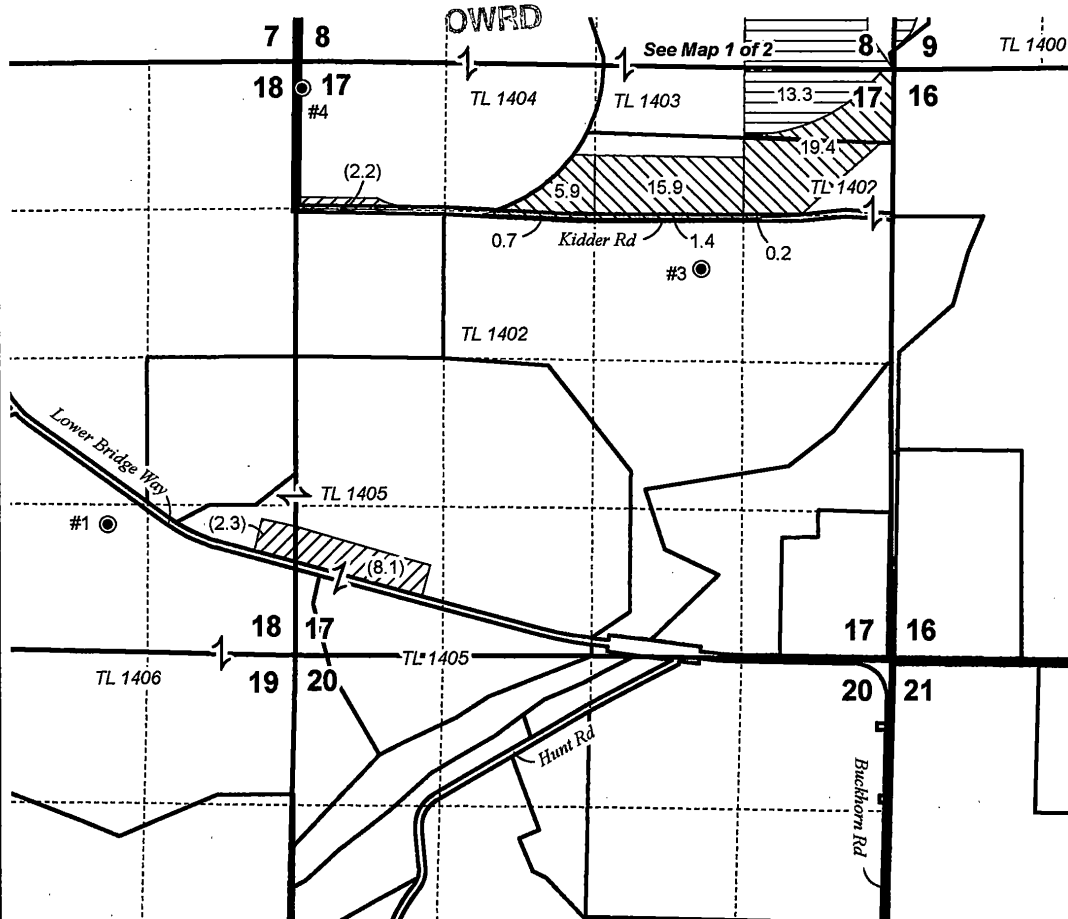 OWRD
7 8
See Map 1 of 2
8 9
TL 1400
18 17
#4
TL 1404
TL 1403
13.3
17 16
19.4
(2.2)
5.9
15.9
TL 1402
0.7
Kidder Rd
1.4
0.2
#3
TL 1402
Lower Bridge Way
TL 1405
#1
(2.3)
(8.1)
18 17
17 16
TL 1405
TL 1406
19 20
20 21
Hunt Rd
Buckhorn Rd